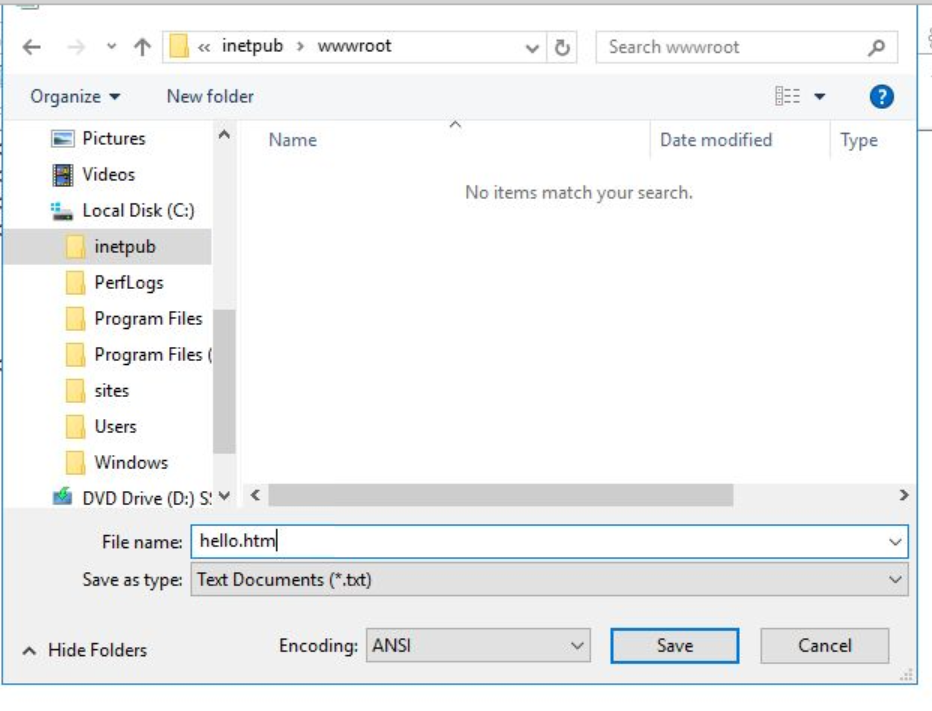 « inetpub > wwwroot
Search wwwroot
Organize
New folder
?
Pictures
Videos
Local Disk (C:)
inetpub
PerfLogs
Program Files
Program Files (
sites
Users
Windows
DVD Drive (D:)
Name
Date modified
Type
No items match your search.
File name: hello.htm
Save as type: Text Documents (*.txt)
Hide Folders
Encoding: ANSI
Save
Cancel